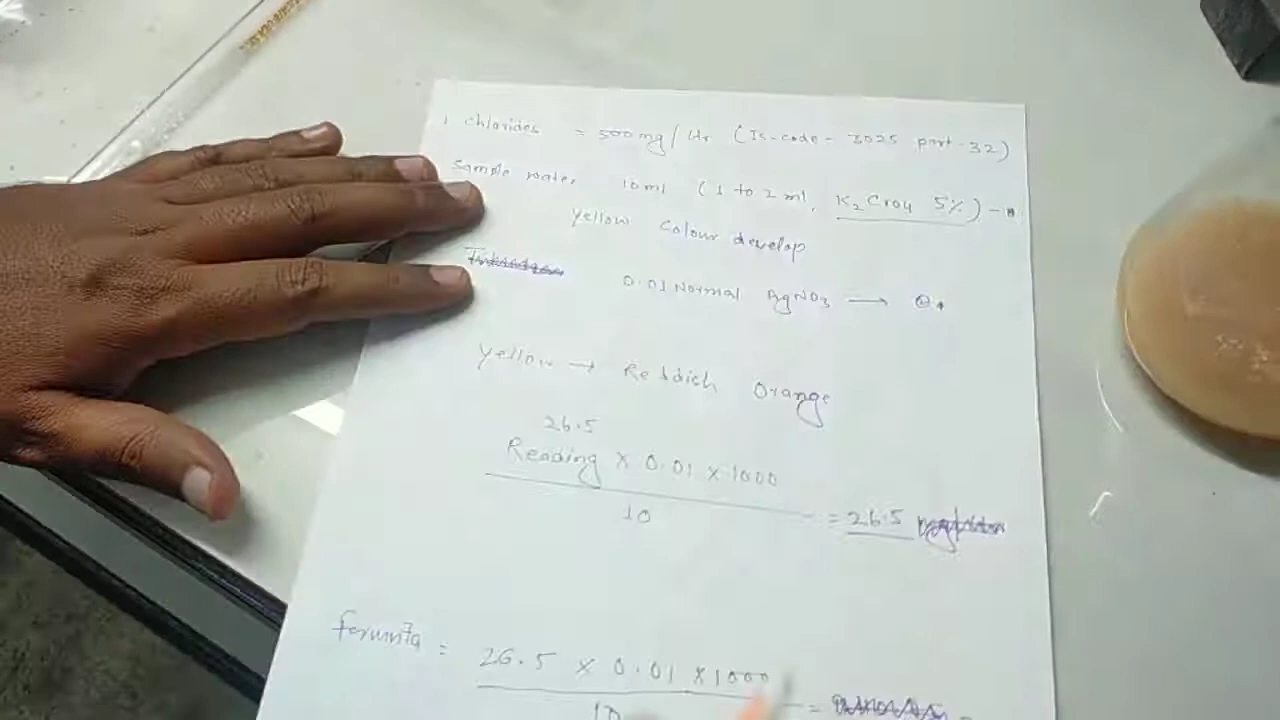 1 chlorides = 500mg/ltr (Is-code- 3025 part-32)
Sample water 10ml (1 to 2 ml, K2CrO4 5%) -
yellow colour develop
0.01 Normal AgNO3 → 
yellow → Reddish Orange
26.5
Reading × 0.01 × 1000
10
= 26.5
formula = 26.5 × 0.01 × 1000
10
=